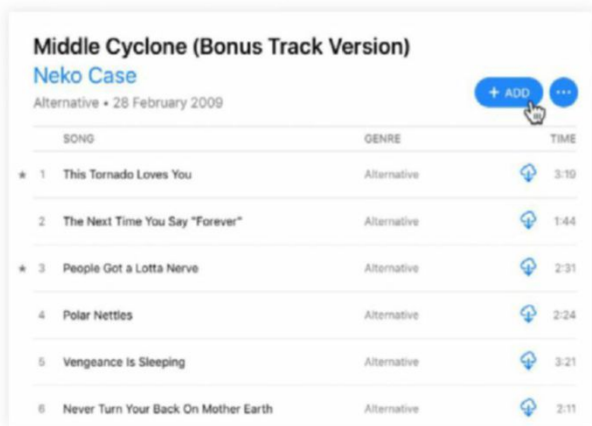 Middle Cyclone (Bonus Track Version)
Neko Case
Alternative • 28 February 2009
+ ADD •••
SONG GENRE TIME
★ 1 This Tornado Loves You Alternative 3:19
2 The Next Time You Say "Forever" Alternative 1:44
★ 3 People Got a Lotta Nerve Alternative 2:31
4 Polar Nettles Alternative 2:24
5 Vengeance Is Sleeping Alternative 3:21
6 Never Turn Your Back On Mother Earth Alternative 2:11